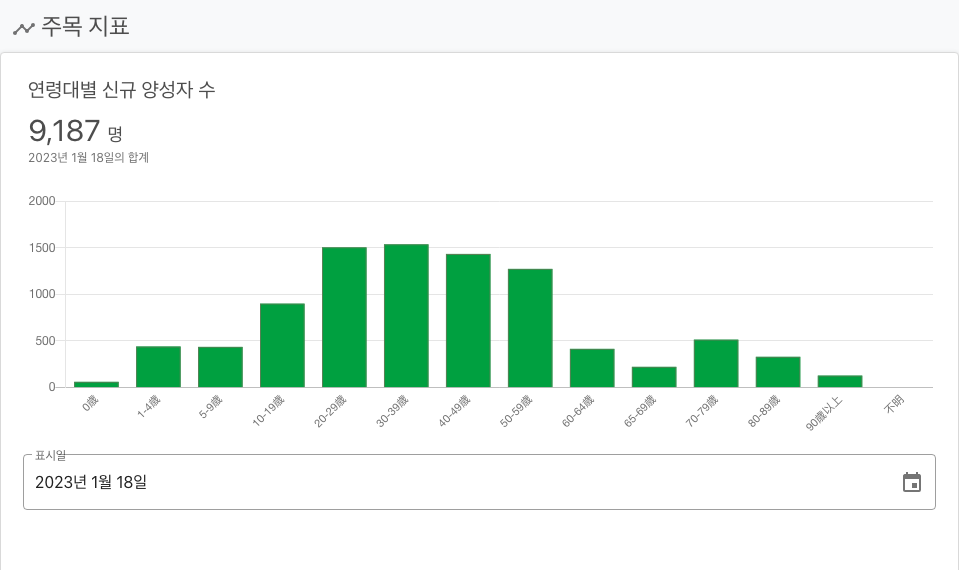 주목 지표
연령대별 신규 양성자 수
9,187 명
2023년 1월 18일의 합계
2000
1500
1000
500
0
0歳
1-4歳
5-9歳
10-19歳
20-29歳
30-39歳
40-49歳
50-59歳
60-64歳
65-69歳
70-79歳
80-89歳
90歳以上
不明
표시일
2023년 1월 18일